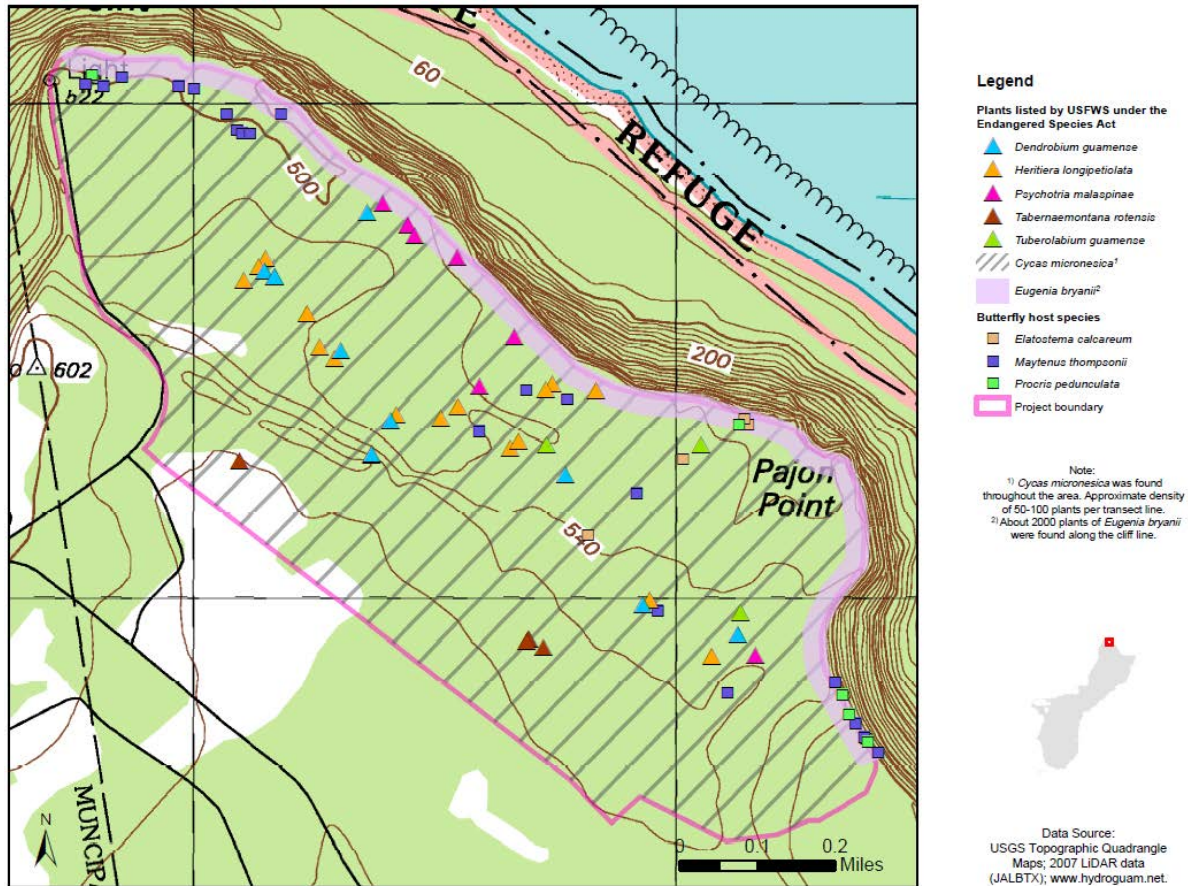 Light
622
60
REFUGE
500
200
602
Pajon
Point
540
MUNCIP
N
0 0.1 0.2
Miles
Legend
Plants listed by USFWS under the
Endangered Species Act
Dendrobium guamense
Heritiera longipetiolata
Psychotria malaspinae
Tabernaemontana rotensis
Tuberolabium guamense
Cycas micronesica¹
Eugenia bryanii²
Butterfly host species
Elatostema calcareum
Maytenus thompsonii
Procris pedunculata
Project boundary
Note:
¹⁾ Cycas micronesica was found
throughout the area. Approximate density
of 50-100 plants per transect line.
²⁾ About 2000 plants of Eugenia bryanii
were found along the cliff line.
Data Source:
USGS Topographic Quadrangle
Maps; 2007 LiDAR data
(JALBTX); www.hydroguam.net.